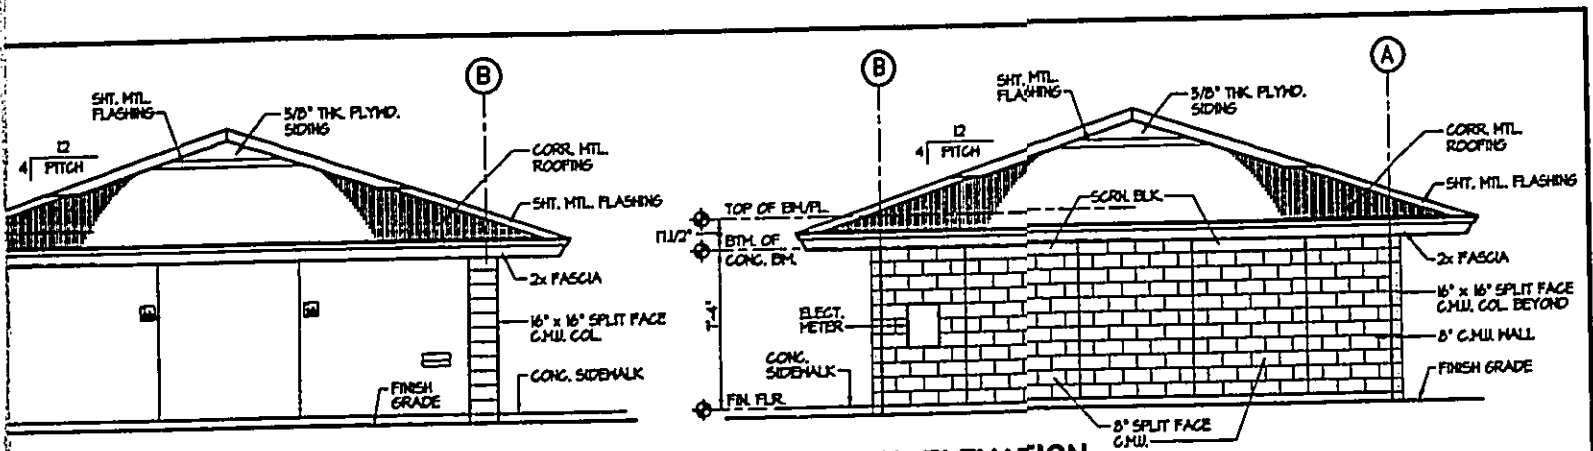 B
SHT. MTL.
FLASHING
5/8" THK. PLYWD.
SIDING
12
4
PITCH
CORR. MTL.
ROOFING
SHT. MTL. FLASHING
2x FASCIA
16" x 16" SPLIT FACE
C.M.U. COL.
CONC. SIDEWALK
FINISH
GRADE
B
A
SHT. MTL.
FLASHING
5/8" THK. PLYWD.
SIDING
12
4
PITCH
CORR. MTL.
ROOFING
SHT. MTL. FLASHING
TOP OF BM./PL.
SCRN. BLK.
BTM. OF
CONC. BM.
2x FASCIA
16" x 16" SPLIT FACE
C.M.U. COL. BEYOND
7'-4"
ELECT.
METER
8" C.M.U. WALL
CONC.
SIDEWALK
FINISH GRADE
FIN. FLR.
8" SPLIT FACE
C.M.U.
ELEVATION